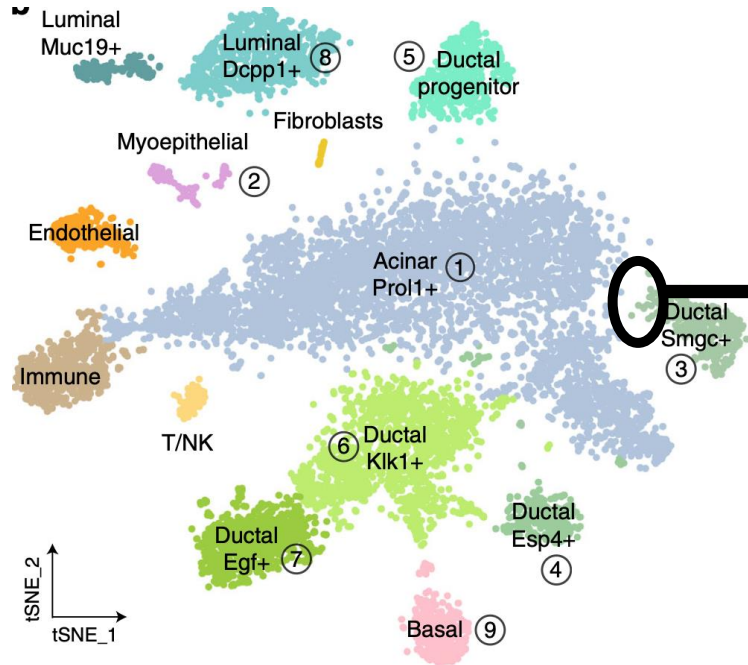 b
Luminal
Muc19+
Luminal
Dcpp1+ 8
5 Ductal
progenitor
Fibroblasts
Myoepithelial
2
Endothelial
Acinar 1
Prol1+
Ductal
Smgc+
3
Immune
T/NK
6 Ductal
Klk1+
Ductal
Egf+ 7
Ductal
Esp4+
4
Basal 9
tSNE_2
tSNE_1